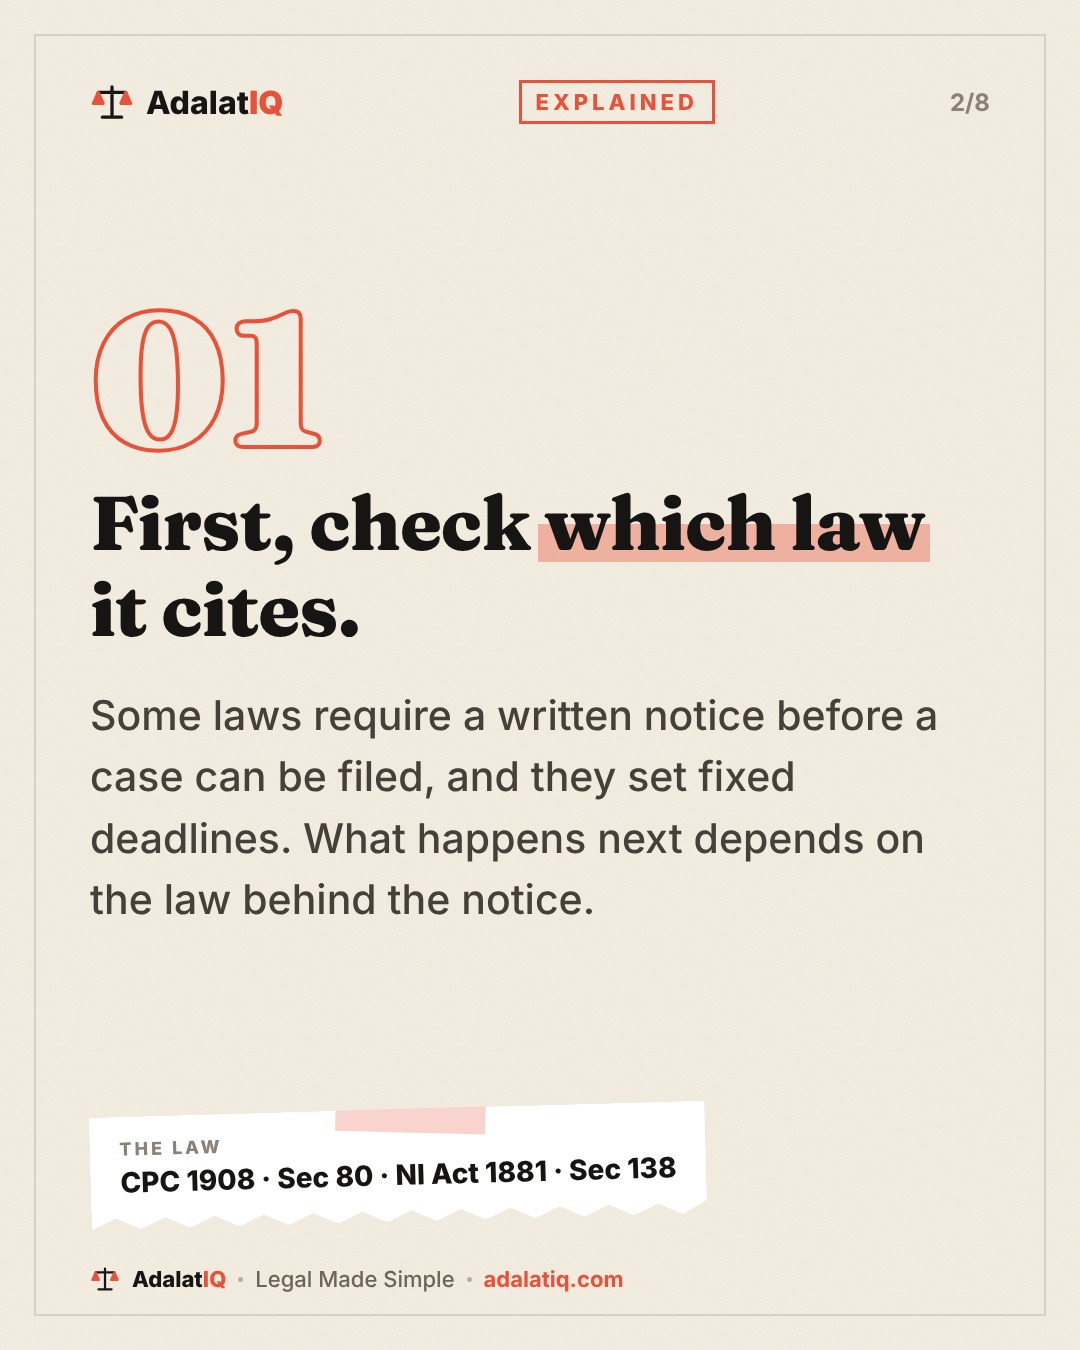 AdalatIQ
EXPLAINED
2/8
01
First, check which law
it cites.
Some laws require a written notice before a
case can be filed, and they set fixed
deadlines. What happens next depends on
the law behind the notice.
THE LAW
CPC 1908 · Sec 80 · NI Act 1881 · Sec 138
AdalatIQ • Legal Made Simple • adalatiq.com